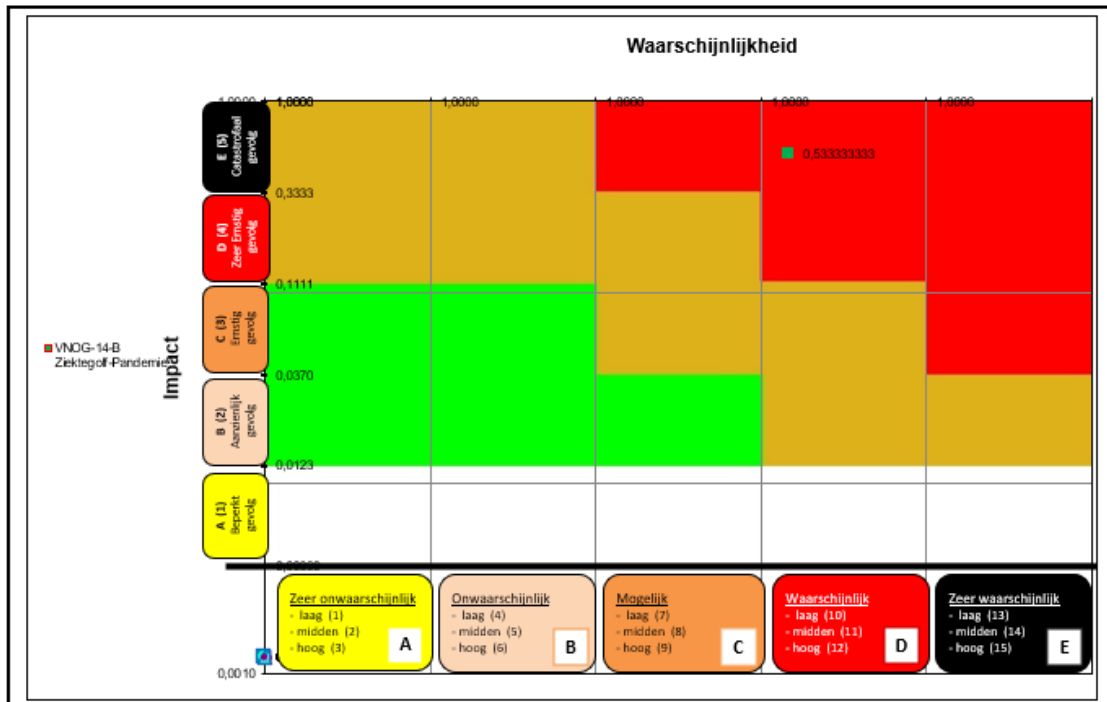 Waarschijnlijkheid
1,0000 1,0000 1,0000 1,0000 1,0000
0,533333333
0,3333
0,1111
0,0370
0,0123
0,0010
E (5)
Catastrofaal
gevolg
D (4)
Zeer Ernstig
gevolg
C (3)
Ernstig
gevolg
B (2)
Aanzienlijk
gevolg
A (1)
Beperkt
gevolg
Impact
VNOG-14-B
Ziektegolf-Pandemie
Zeer onwaarschijnlijk
- laag (1)
- midden (2)
- hoog (3)
A
Onwaarschijnlijk
- laag (4)
- midden (5)
- hoog (6)
B
Mogelijk
- laag (7)
- midden (8)
- hoog (9)
C
Waarschijnlijk
- laag (10)
- midden (11)
- hoog (12)
D
Zeer waarschijnlijk
- laag (13)
- midden (14)
- hoog (15)
E